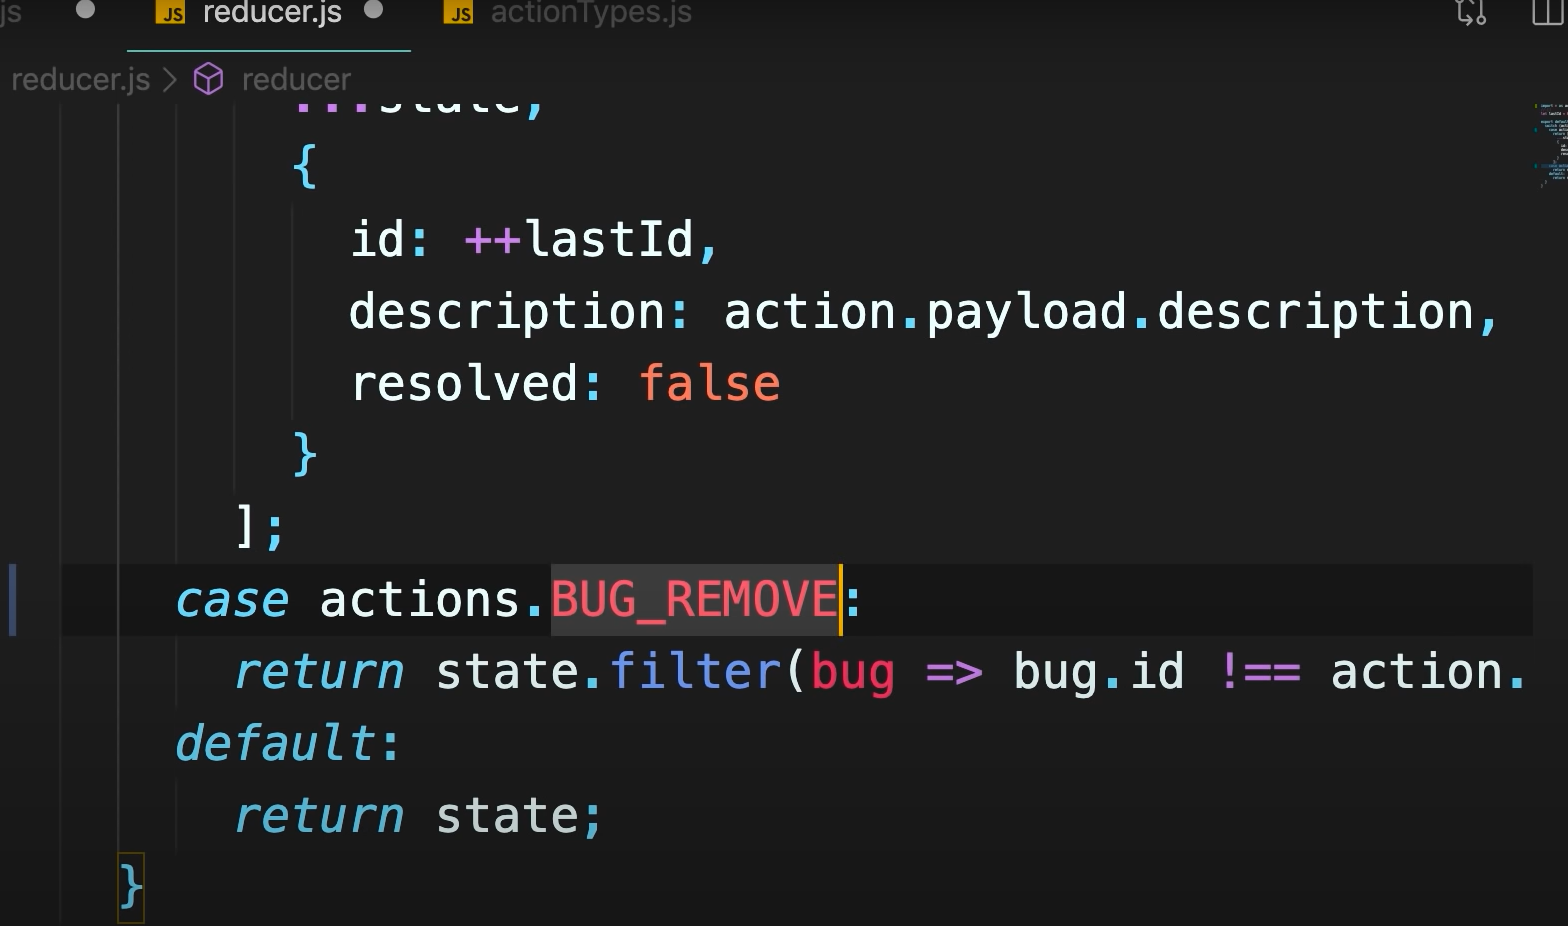 js
JS reducer.js
JS actionTypes.js
reducer.js > reducer
...state,
{
id: ++lastId,
description: action.payload.description,
resolved: false
}
];
case actions.BUG_REMOVE:
return state.filter(bug => bug.id !== action.
default:
return state;
}